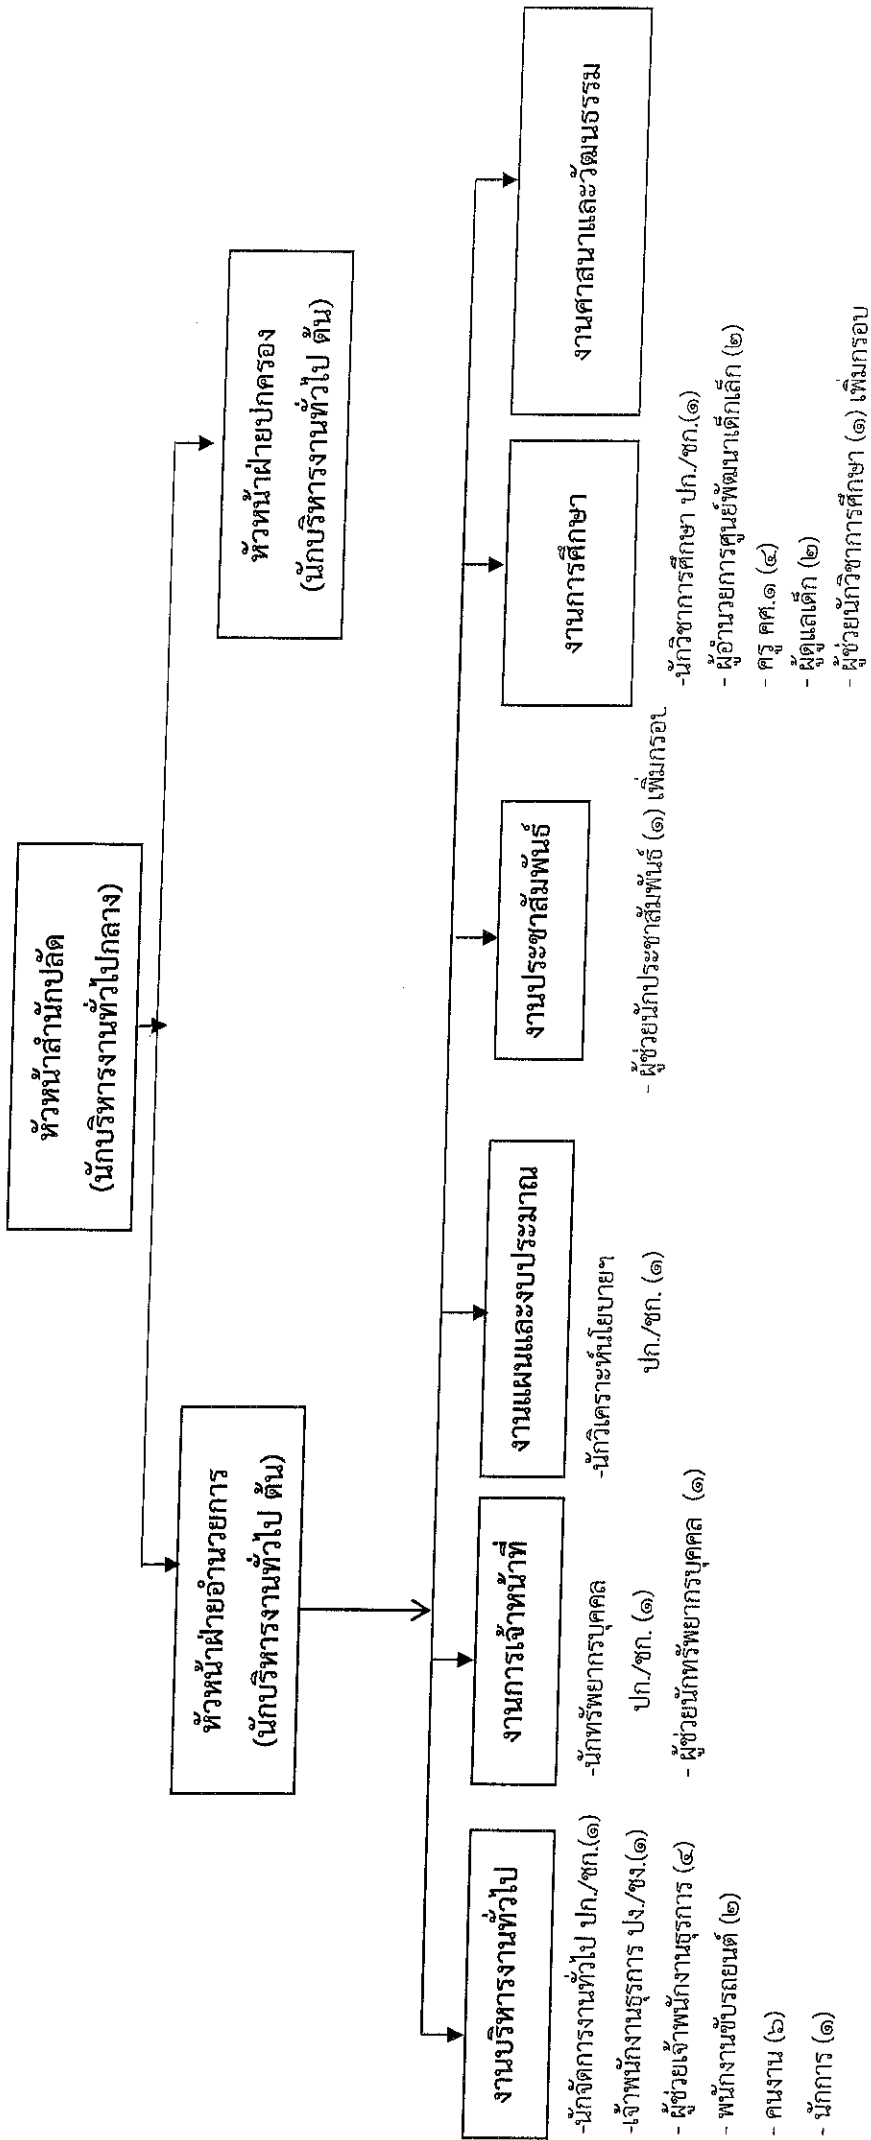 หัวหน้าสำนักปลัด
(นักบริหารงานทั่วไปกลาง)
หัวหน้าฝ่ายอำนวยการ
(นักบริหารงานทั่วไป ต้น)
หัวหน้าฝ่ายปกครอง
(นักบริหารงานทั่วไป ต้น)
งานบริหารงานทั่วไป
-นักจัดการงานทั่วไป ปก./ชก.(๑)
-เจ้าพนักงานธุรการ ปง./ชง.(๑)
- ผู้ช่วยเจ้าพนักงานธุรการ (๔)
- พนักงานขับรถยนต์ (๒)
- คนงาน (๖)
- นักการ (๑)
งานการเจ้าหน้าที่
-นักทรัพยากรบุคคล
ปก./ชก. (๑)
- ผู้ช่วยนักทรัพยากรบุคคล (๑)
งานแผนและงบประมาณ
-นักวิเคราะห์นโยบายฯ
ปก./ชก. (๑)
งานประชาสัมพันธ์
- ผู้ช่วยนักประชาสัมพันธ์ (๑) เพิ่มกรอบ
งานการศึกษา
-นักวิชาการศึกษา ปก./ชก.(๑)
- ผู้อำนวยการศูนย์พัฒนาเด็กเล็ก (๒)
- ครู คศ.๑ (๔)
- ผู้ดูแลเด็ก (๒)
- ผู้ช่วยนักวิชาการศึกษา (๑) เพิ่มกรอบ
งานศาสนาและวัฒนธรรม